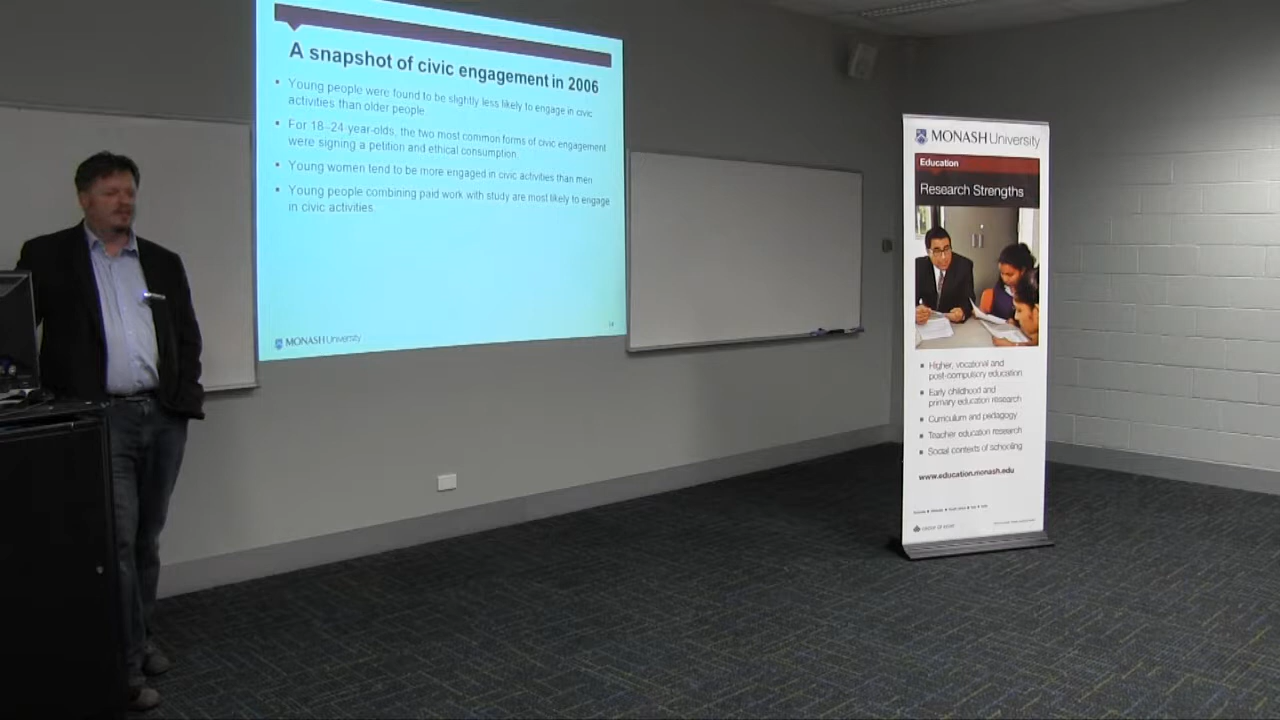 A snapshot of civic engagement in 2006
Young people were found to be slightly less likely to engage in civic
activities than older people.
For 18–24 year-olds, the two most common forms of civic engagement
were signing a petition and ethical consumption.
Young women tend to be more engaged in civic activities than men
Young people combining paid work with study are most likely to engage
in civic activities.
MONASH University
MONASH University
Education
Research Strengths
Higher, vocational and
post-compulsory education
Early childhood and
primary education research
Curriculum and pedagogy
Teacher education research
Social contexts of schooling
www.education.monash.edu